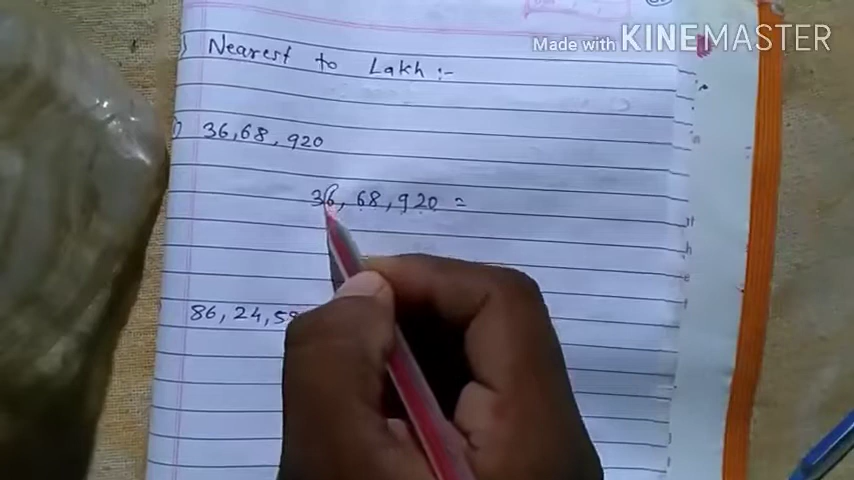 Made with KINEMASTER
Nearest to Lakh :-
36,68,920
36, 68,920 =
86, 24,5